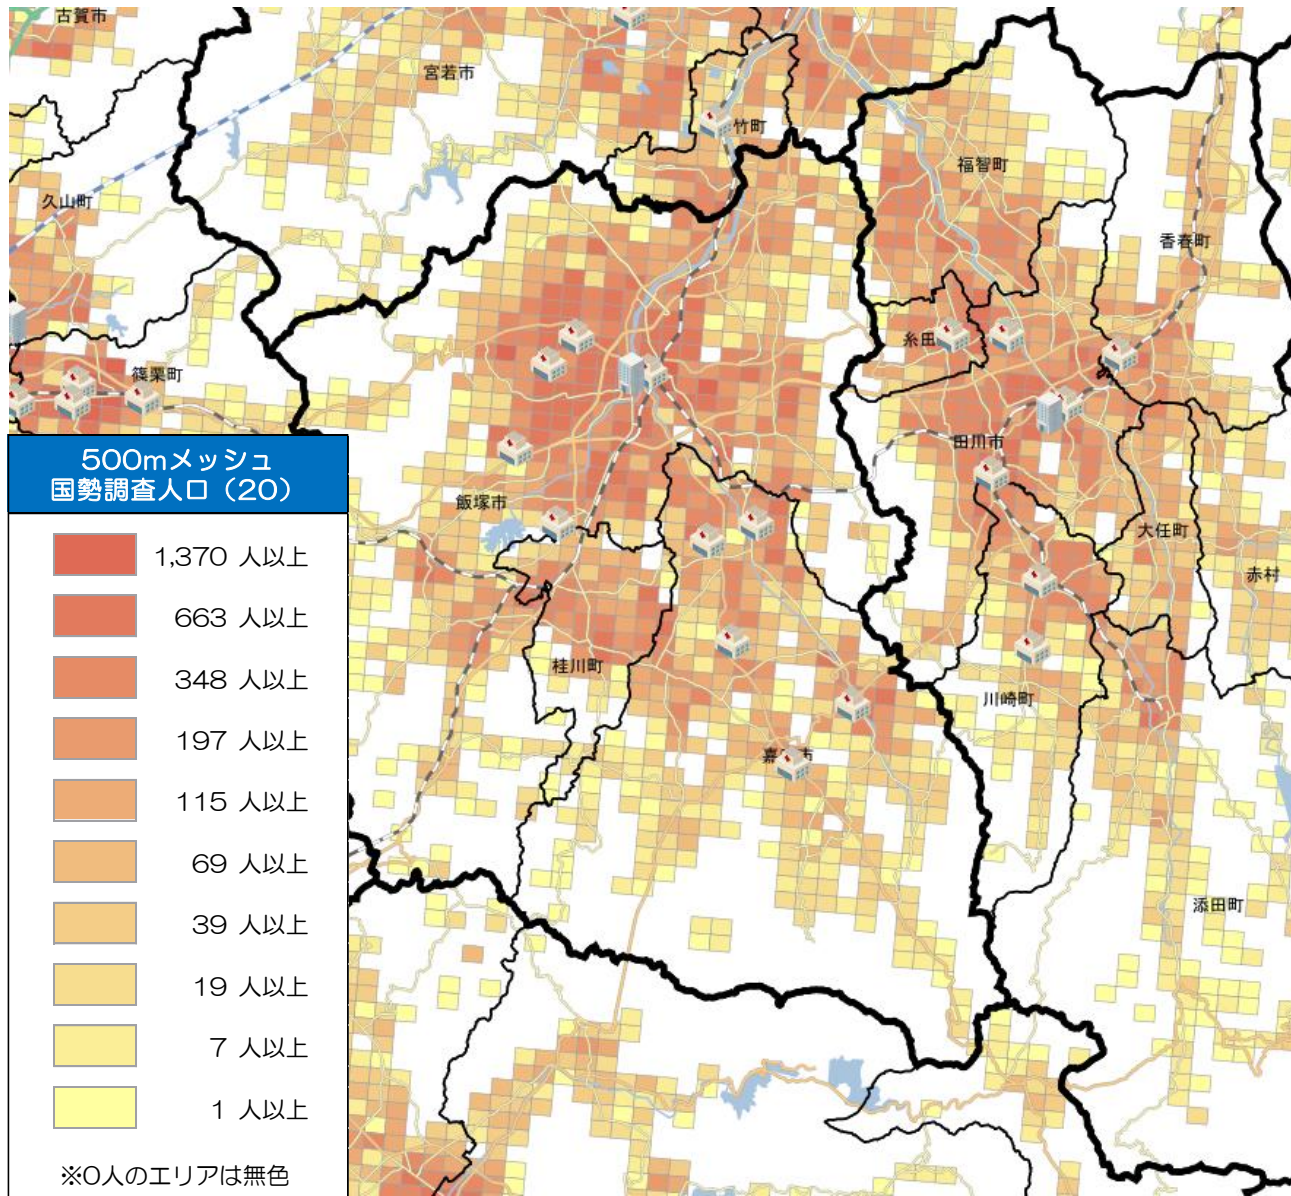 古賀市
宮若市
竹町
福智町
久山町
香春町
糸田
篠栗町
田川市
500mメッシュ
国勢調査人口（20）
飯塚市
大任町
1,370 人以上
赤村
663 人以上
桂川町
348 人以上
川崎町
197 人以上
嘉
市
115 人以上
69 人以上
39 人以上
添田町
19 人以上
7 人以上
1 人以上
※0人のエリアは無色